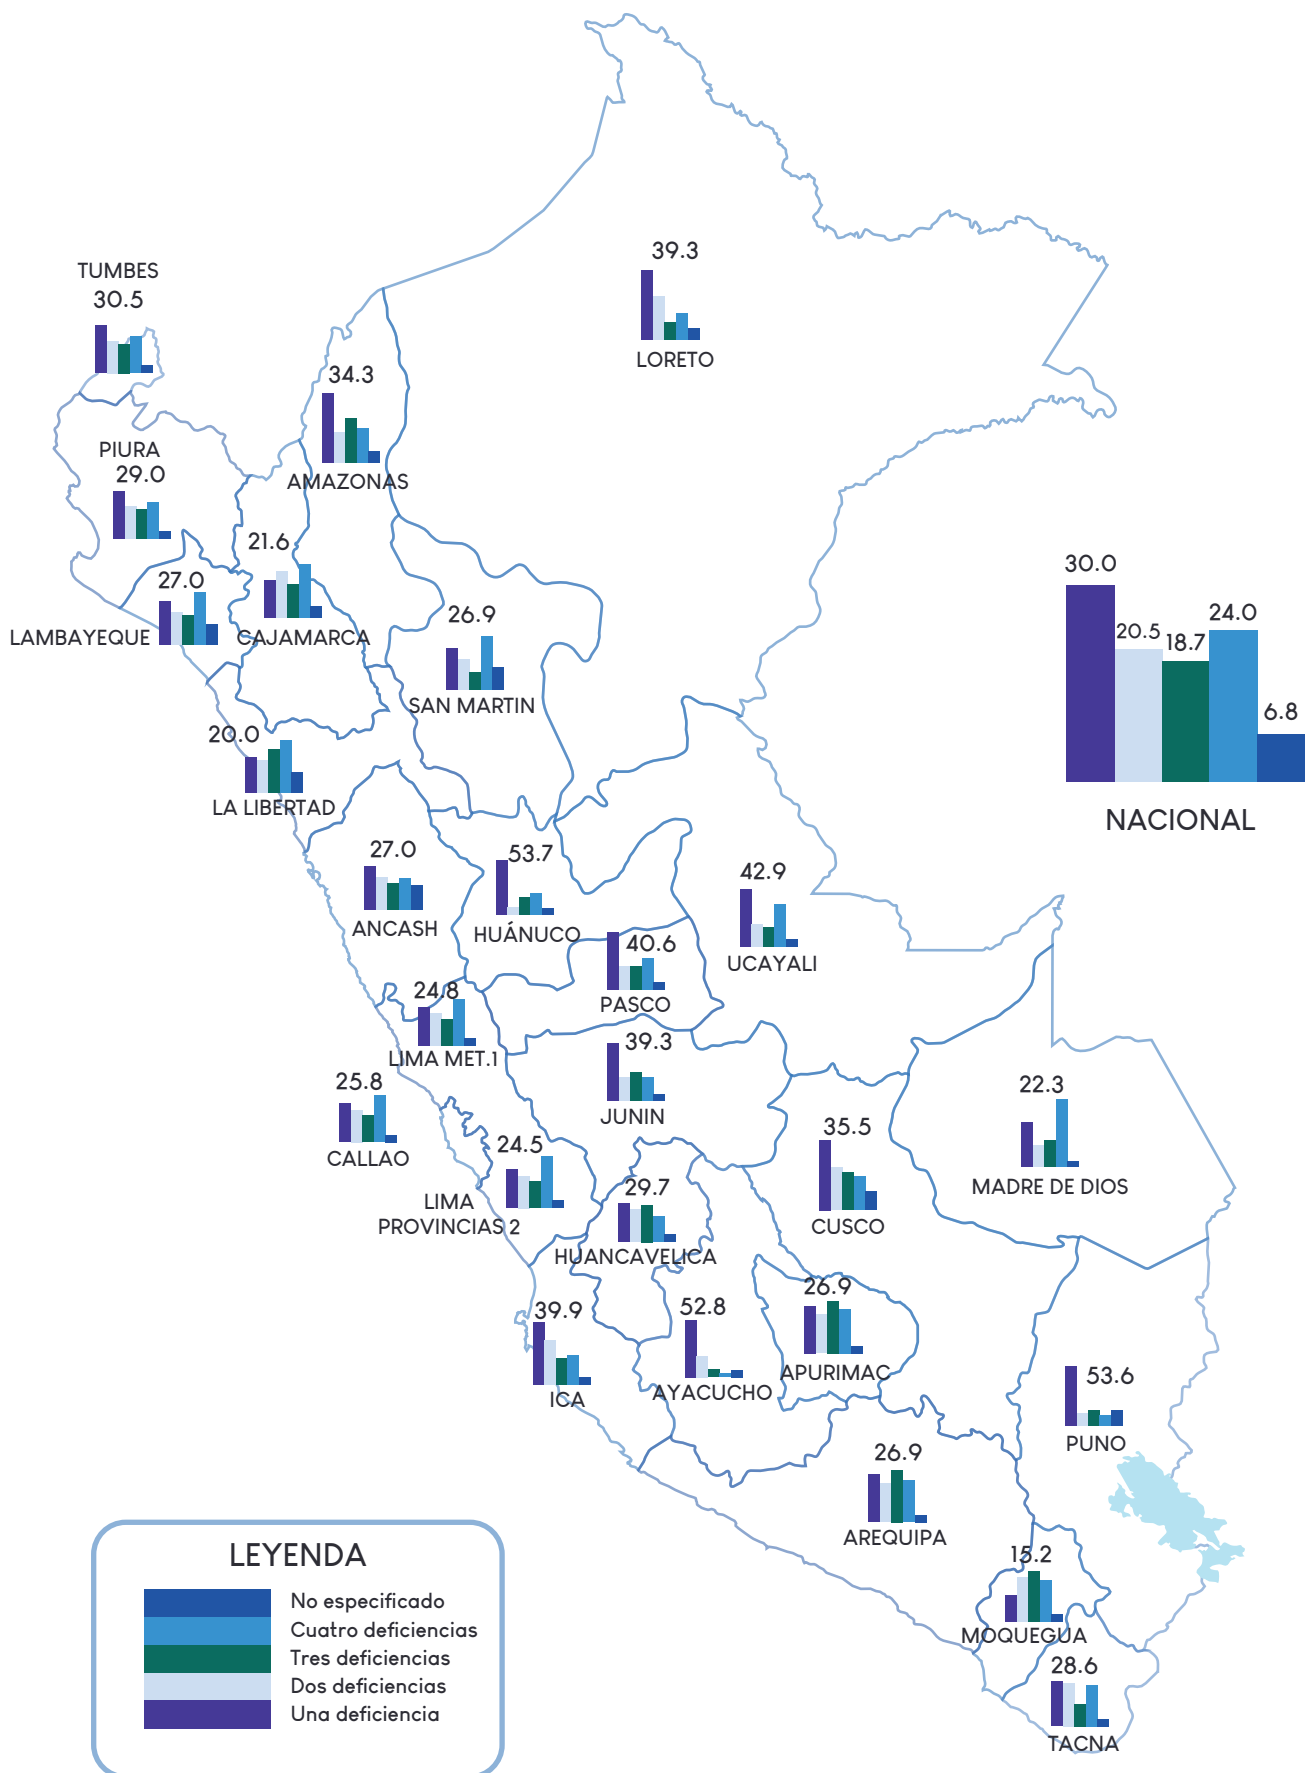 39.3
LORETO
TUMBES
30.5
34.3
AMAZONAS
PIURA
29.0
21.6
CAJAMARCA
27.0
LAMBAYEQUE
26.9
SAN MARTIN
30.0
20.5
18.7
24.0
6.8
NACIONAL
20.0
LA LIBERTAD
27.0
ANCASH
53.7
HUÁNUCO
42.9
UCAYALI
40.6
PASCO
24.8
LIMA MET.1
39.3
JUNIN
25.8
CALLAO
22.3
MADRE DE DIOS
35.5
CUSCO
24.5
LIMA
PROVINCIAS 2
29.7
HUANCAVELICA
39.9
ICA
52.8
AYACUCHO
26.9
APURIMAC
53.6
PUNO
26.9
AREQUIPA
15.2
MOQUEGUA
28.6
TACNA
LEYENDA
No especificado
Cuatro deficiencias
Tres deficiencias
Dos deficiencias
Una deficiencia